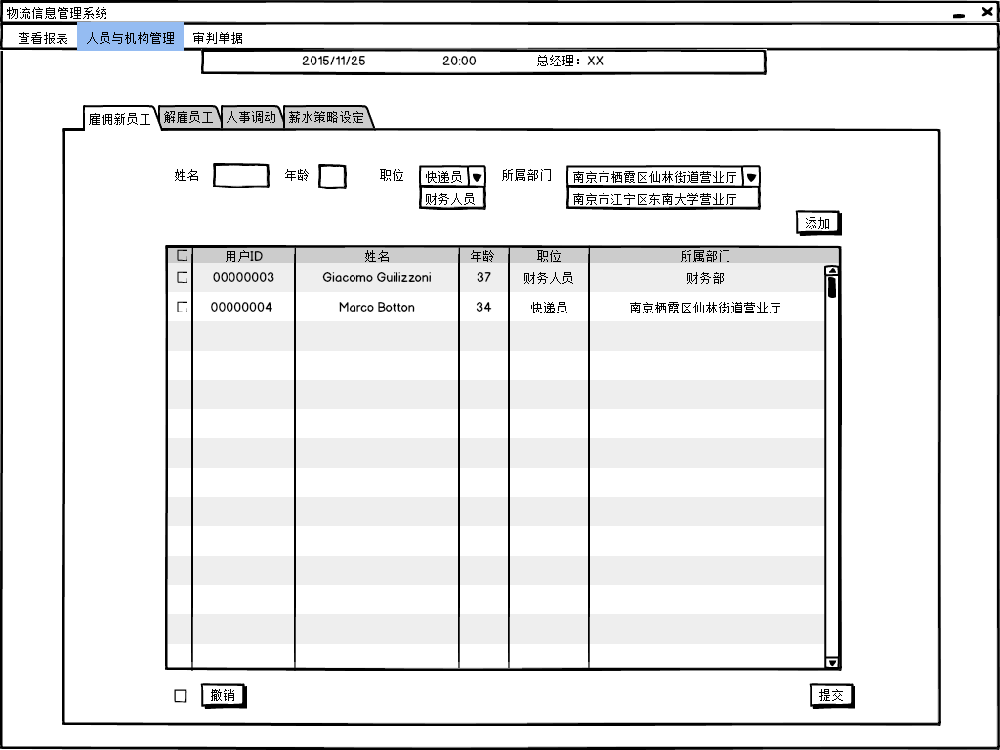 物流信息管理系统
查看报表 人员与机构管理 审判单据
2015/11/25 20:00 总经理：XX
雇佣新员工 解雇员工 人事调动 薪水策略设定
姓名 年龄 职位 快递员 所属部门 南京市栖霞区仙林街道营业厅
财务人员 南京市江宁区东南大学营业厅
添加
用户ID 姓名 年龄 职位 所属部门
00000003 Giacomo Guilizzoni 37 财务人员 财务部
00000004 Marco Botton 34 快递员 南京栖霞区仙林街道营业厅
撤销 提交